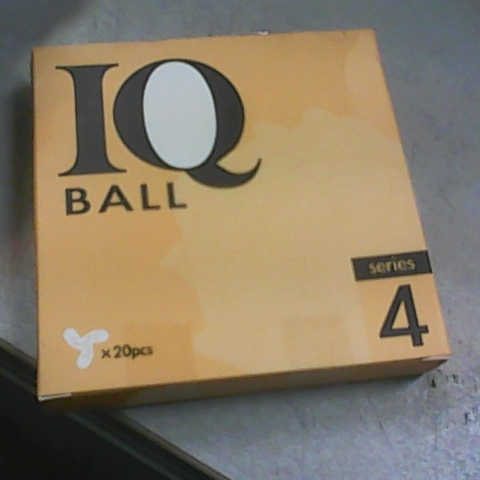 IQ
BALL
series
4
x 20pcs